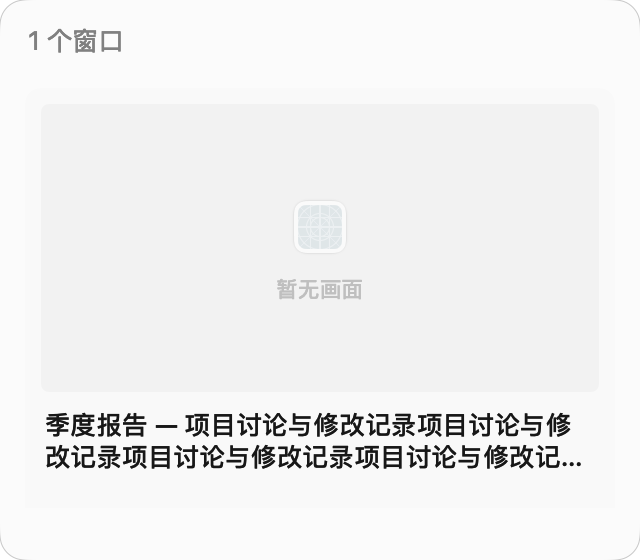 1 个窗口
暂无画面
季度报告 — 项目讨论与修改记录项目讨论与修
改记录项目讨论与修改记录项目讨论与修改记...